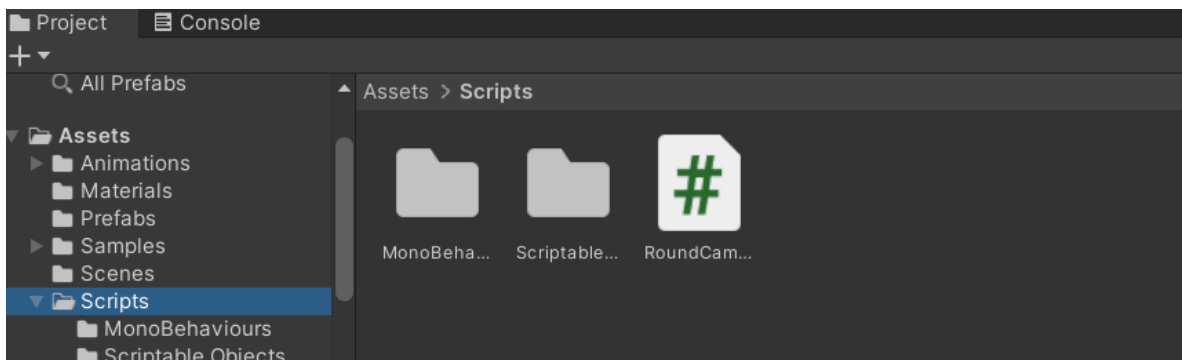 Project
Console
All Prefabs
Assets > Scripts
Assets
Animations
Materials
Prefabs
Samples
Scenes
Scripts
MonoBehaviours
Scriptable Objects
#
MonoBeha...
Scriptable...
RoundCam...